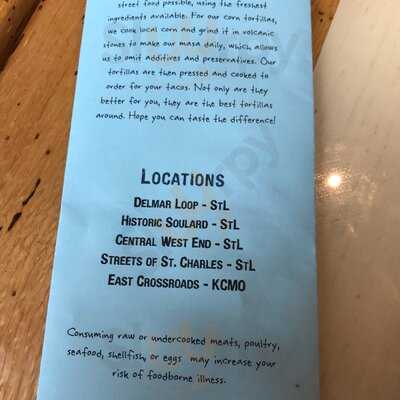 street food possible, using the freshest
ingredients available. For our corn tortillas,
we cook local corn and grind it in volcanic
stones to make our masa daily, which allows
us to omit additives and preservatives. Our
tortillas are then pressed and cooked to
order for your tacos. Not only are they
better for you, they are the best tortillas
around. Hope you can taste the difference!
LOCATIONS
DELMAR LOOP - STL
HISTORIC SOULARD - STL
CENTRAL WEST END - STL
STREETS OF ST. CHARLES - STL
EAST CROSSROADS - KCMO
Consuming raw or undercooked meats, poultry,
seafood, shellfish, or eggs may increase your
risk of foodborne illness.